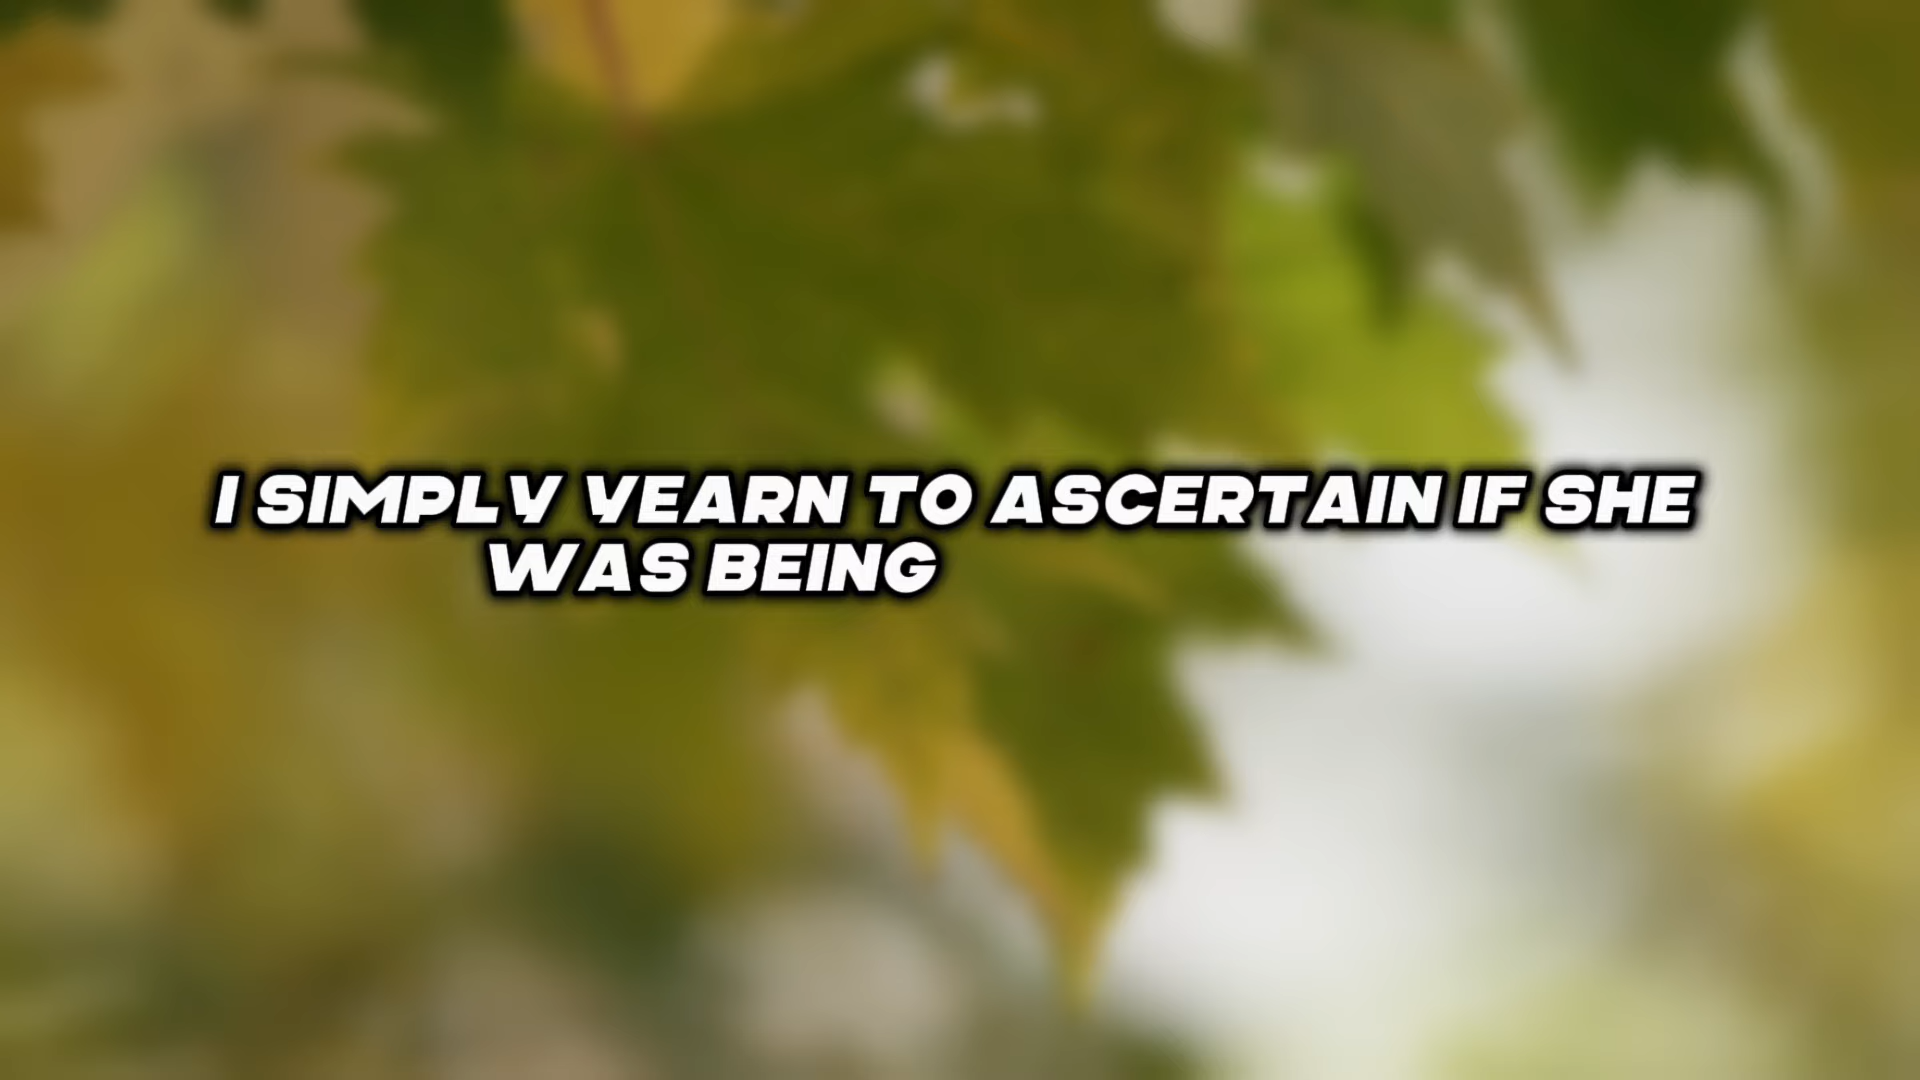 I SIMPLY YEARN TO ASCERTAIN IF SHE
WAS BEING